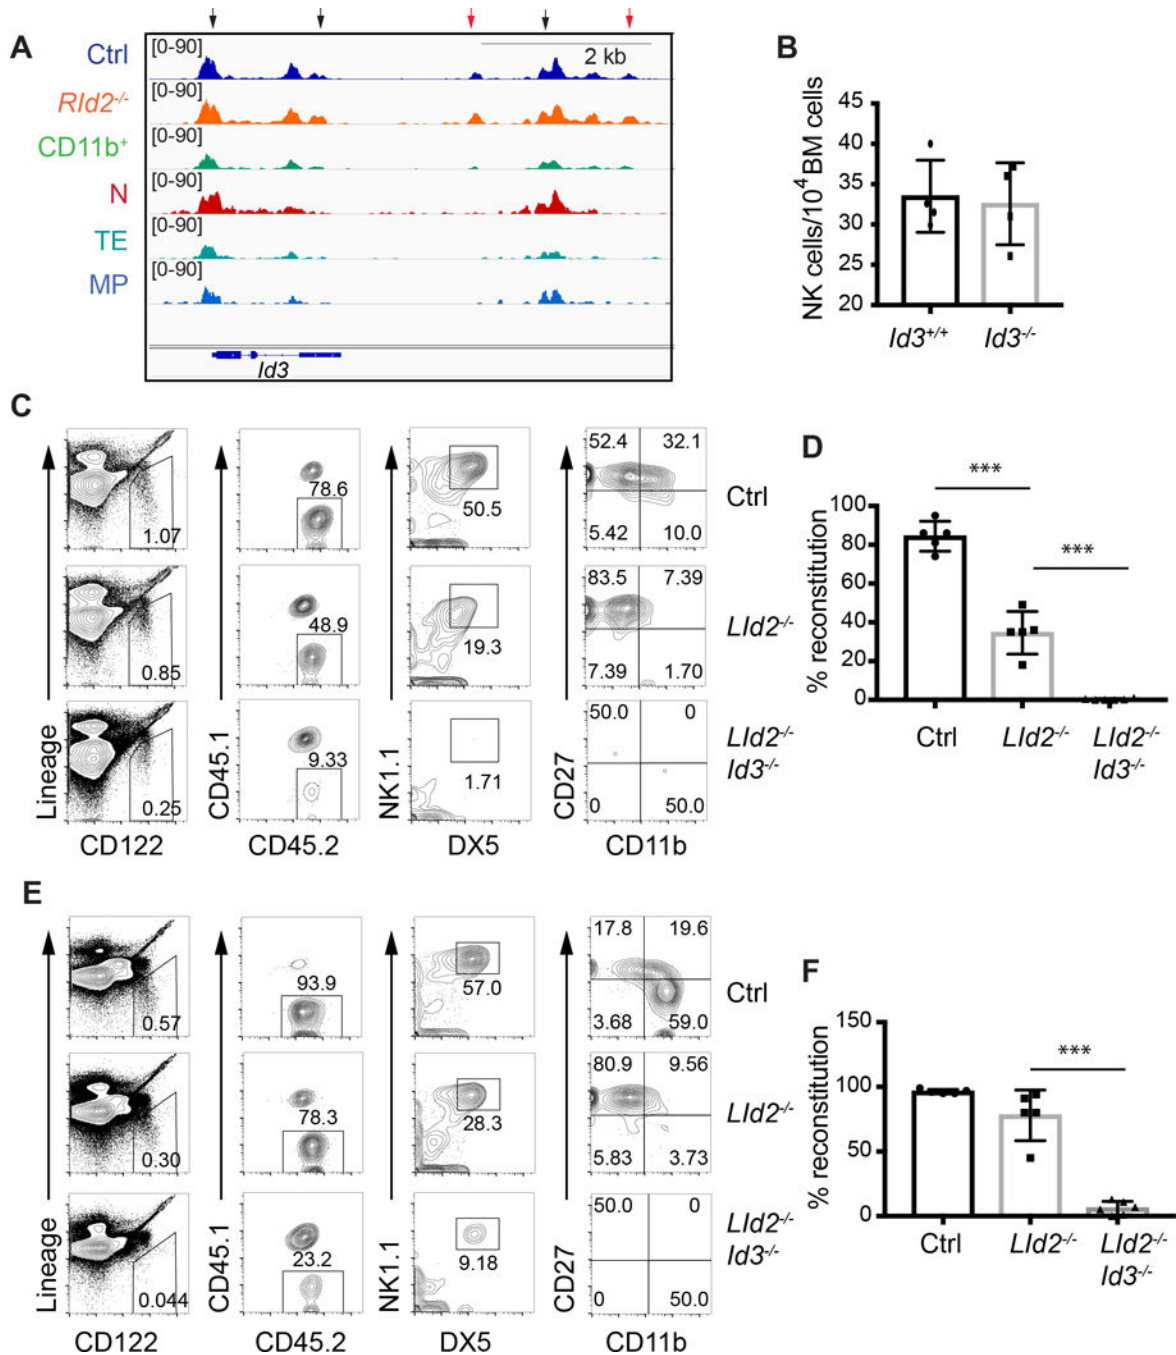 A
Ctrl
RId2-/-
CD11b+
N
TE
MP
[0-90]
[0-90]
[0-90]
[0-90]
[0-90]
[0-90]
2 kb
Id3
B
NK cells/10⁴ BM cells
45
40
35
30
25
20
Id3+/+
Id3-/-
C
1.07
78.6
50.5
52.4 32.1
5.42 10.0
Ctrl
0.85
48.9
19.3
83.5 7.39
7.39 1.70
LId2-/-
0.25
9.33
1.71
50.0 0
0 50.0
LId2-/-
Id3-/-
Lineage
CD45.1
NK1.1
CD27
CD122
CD45.2
DX5
CD11b
D
% reconstitution
100
80
60
40
20
0
***
***
Ctrl
LId2-/-
LId2-/-
Id3-/-
E
0.57
93.9
57.0
17.8 19.6
3.68 59.0
Ctrl
0.30
78.3
28.3
80.9 9.56
5.83 3.73
LId2-/-
0.044
23.2
9.18
50.0 0
0 50.0
LId2-/-
Id3-/-
Lineage
CD45.1
NK1.1
CD27
CD122
CD45.2
DX5
CD11b
F
% reconstitution
150
100
50
0
***
Ctrl
LId2-/-
LId2-/-
Id3-/-